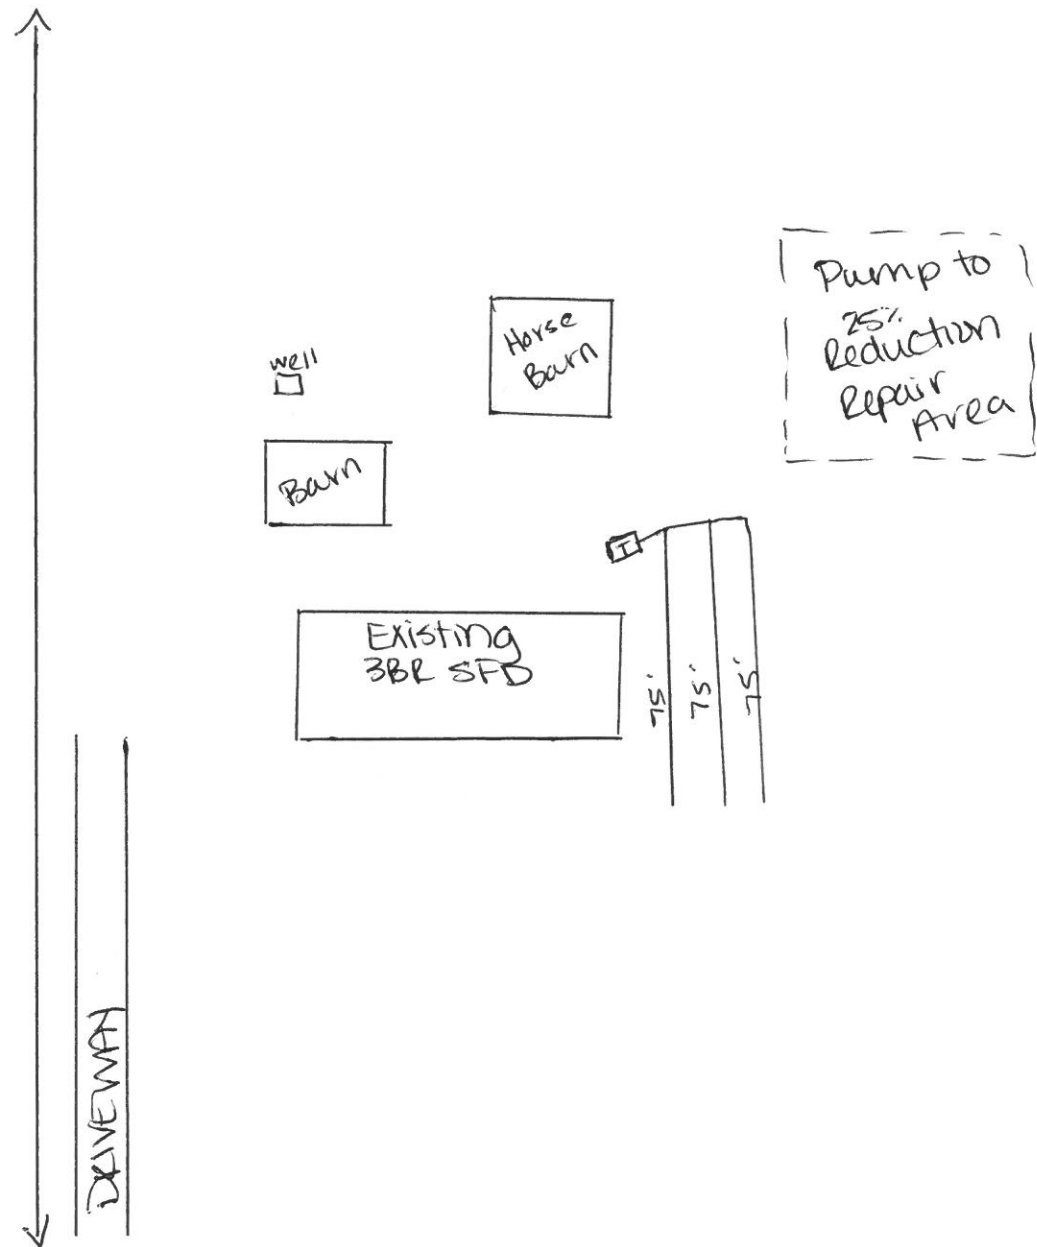 Pump to
25%
Reduction
Repair
Area
Horse
Barn
well
Barn
T
Existing
3BR SFD
75'
75'
75'
DRIVEWAY